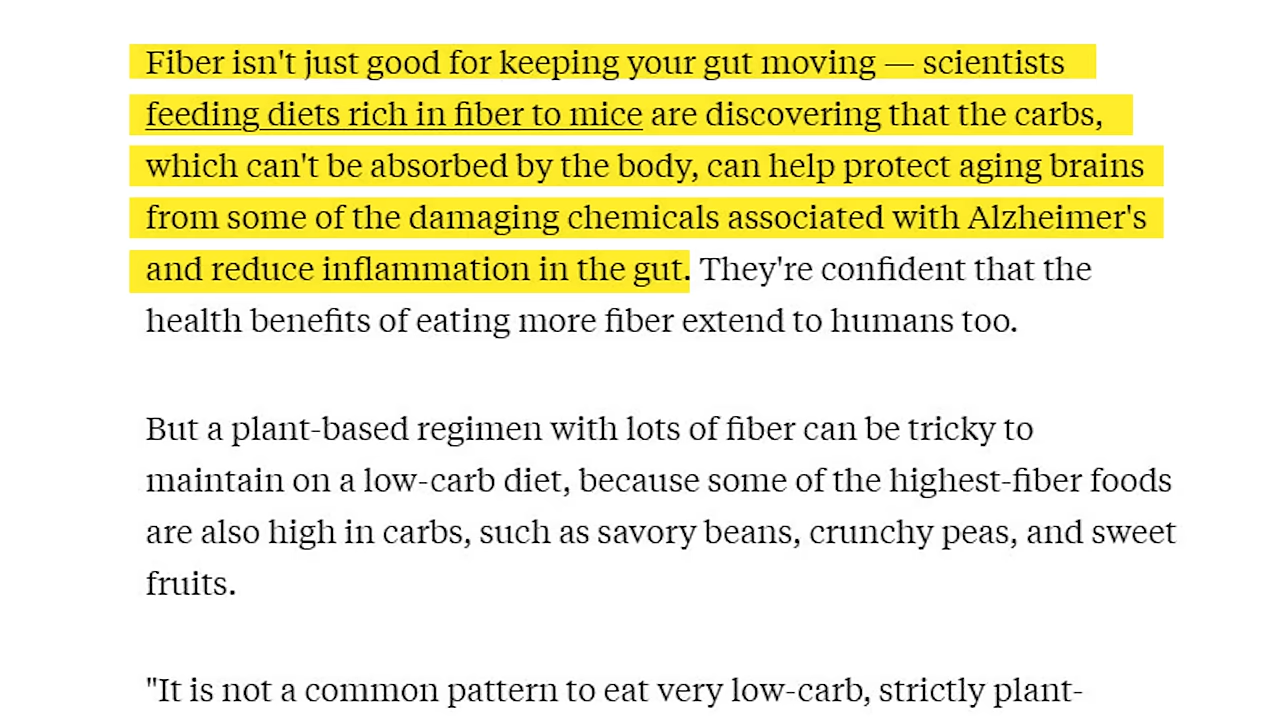 Fiber isn't just good for keeping your gut moving — scientists
feeding diets rich in fiber to mice are discovering that the carbs,
which can't be absorbed by the body, can help protect aging brains
from some of the damaging chemicals associated with Alzheimer's
and reduce inflammation in the gut. They're confident that the
health benefits of eating more fiber extend to humans too.
But a plant-based regimen with lots of fiber can be tricky to
maintain on a low-carb diet, because some of the highest-fiber foods
are also high in carbs, such as savory beans, crunchy peas, and sweet
fruits.
"It is not a common pattern to eat very low-carb, strictly plant-